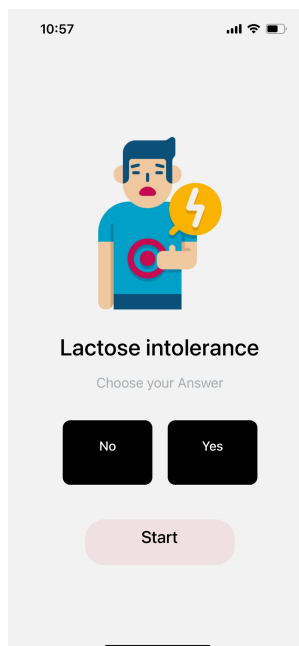 10:57
Lactose intolerance
Choose your Answer
No Yes
Start